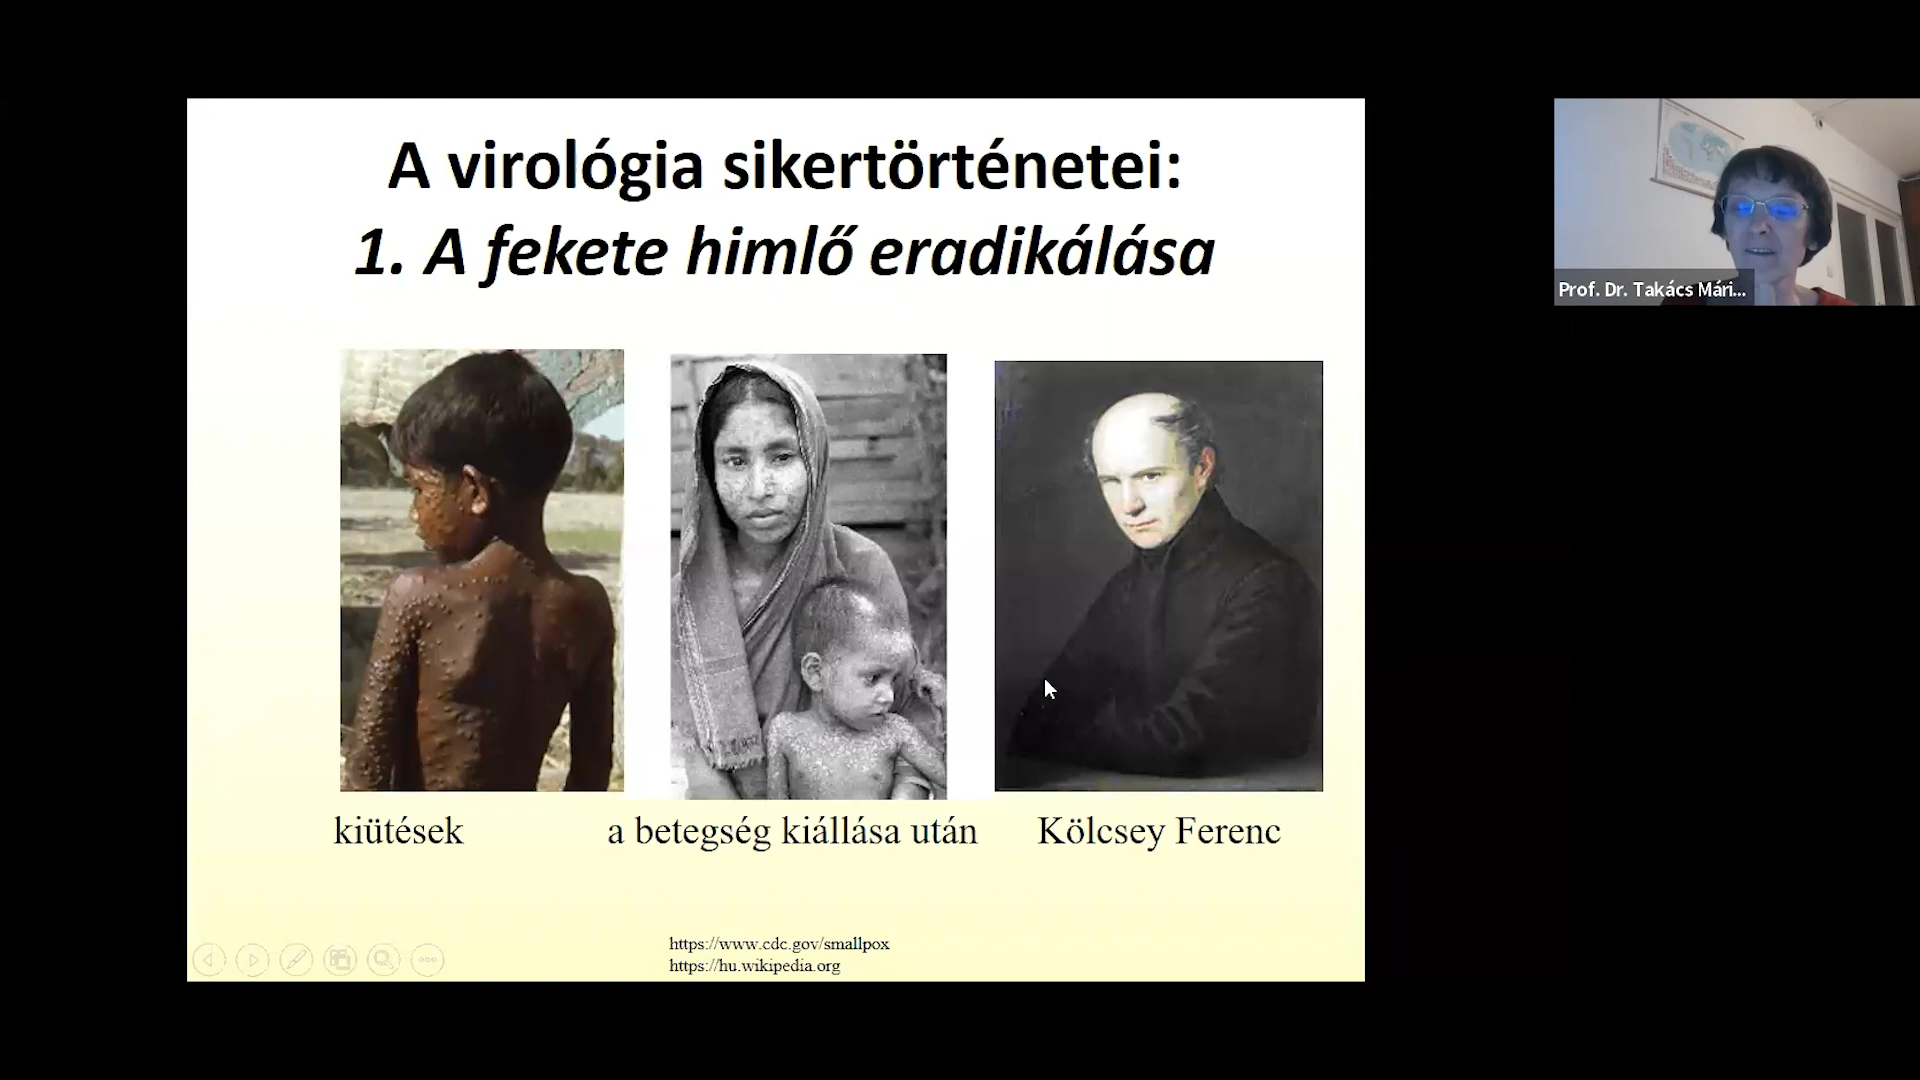 A virológia sikertörténetei:
1. A fekete himlő eradikálása
Prof. Dr. Takács Mári...
kiütések
a betegség kiállása után
Kölcsey Ferenc
https://www.cdc.gov/smallpox
https://hu.wikipedia.org